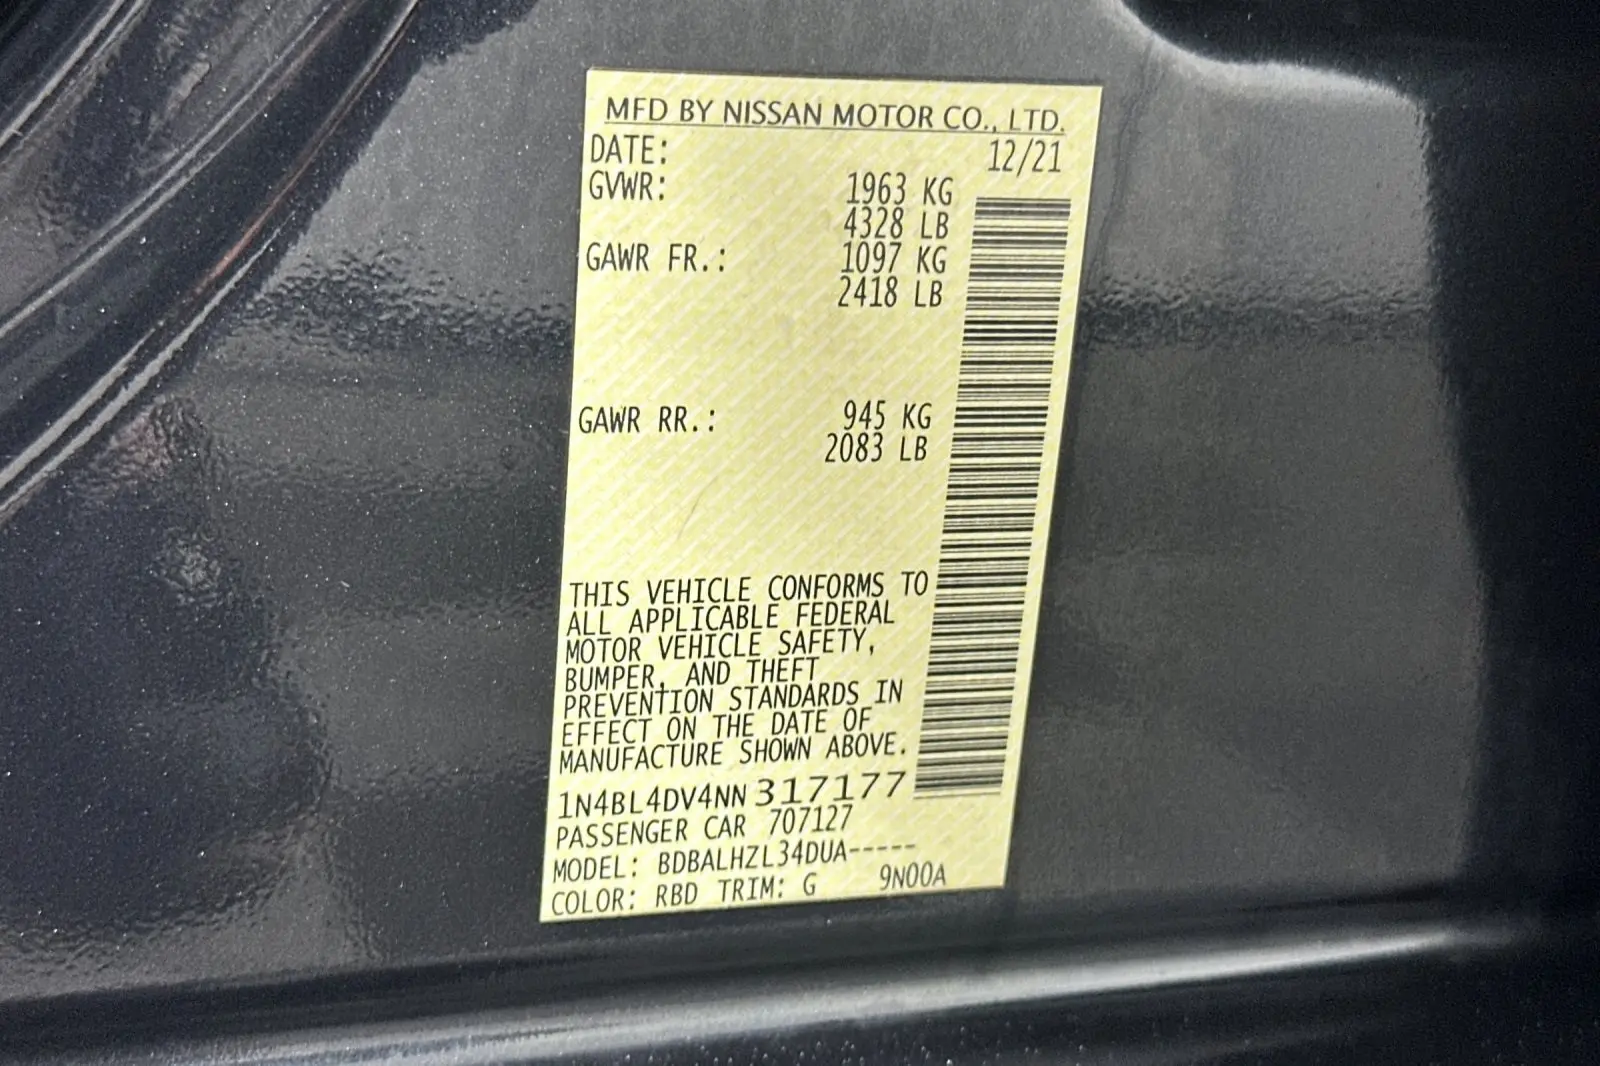 MFD BY NISSAN MOTOR CO., LTD.
DATE: 12/21
GVWR: 1963 KG
4328 LB
GAWR FR.: 1097 KG
2418 LB
GAWR RR.: 945 KG
2083 LB
THIS VEHICLE CONFORMS TO
ALL APPLICABLE FEDERAL
MOTOR VEHICLE SAFETY,
BUMPER, AND THEFT
PREVENTION STANDARDS IN
EFFECT ON THE DATE OF
MANUFACTURE SHOWN ABOVE.
1N4BL4DV4NN317177
PASSENGER CAR 707127
MODEL: BDBALHZL34DUA-----
COLOR: RBD TRIM: G 9N00A